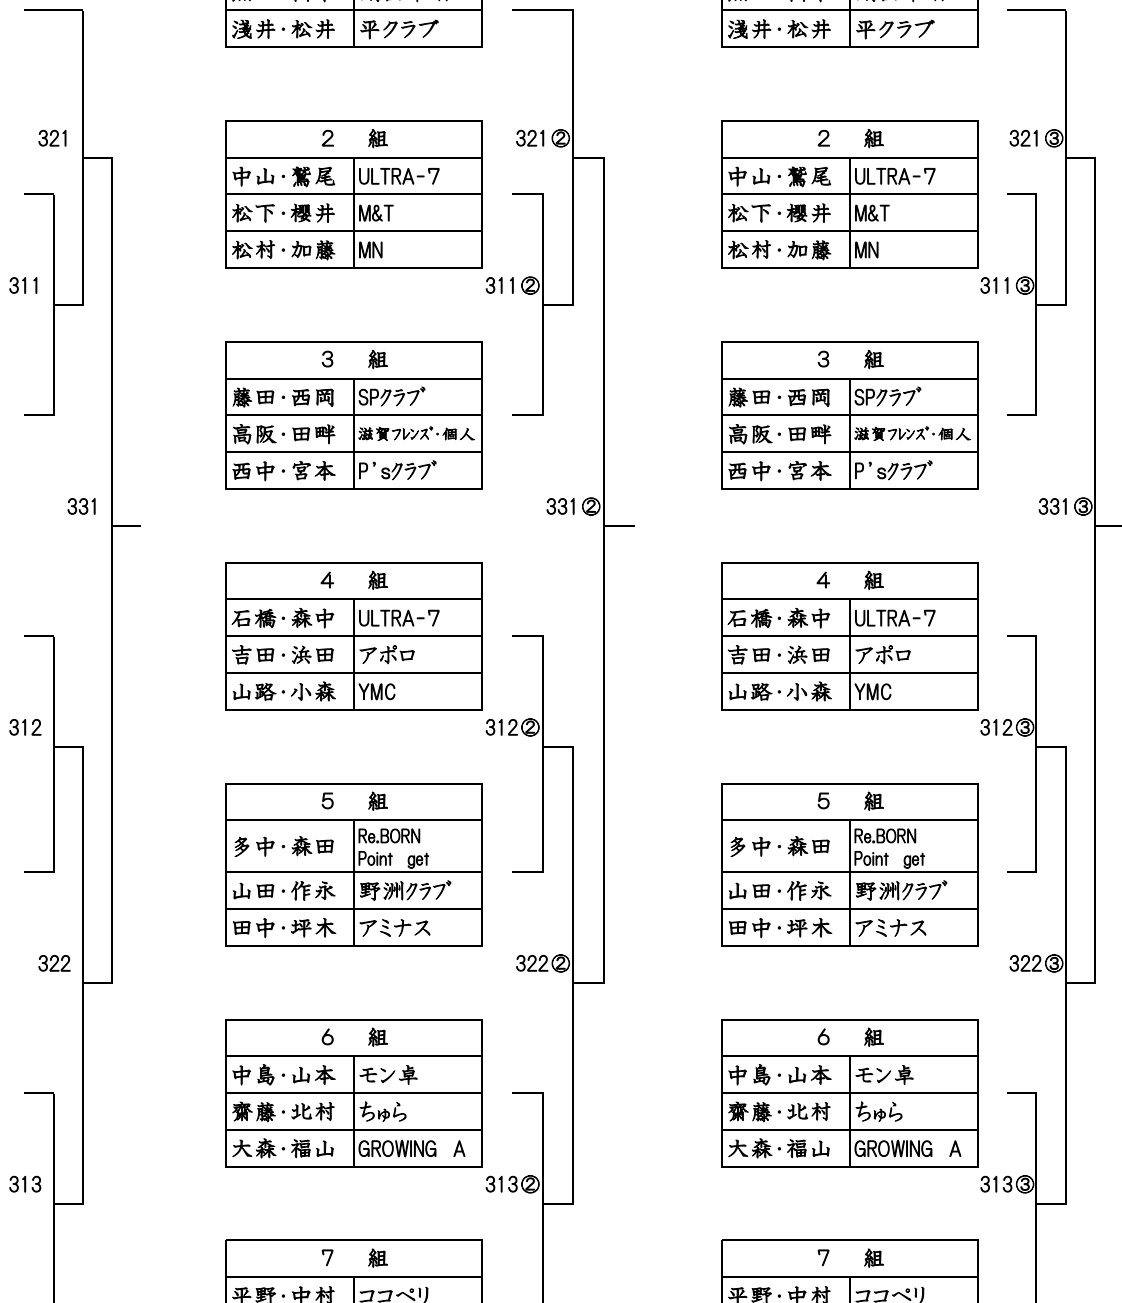 浅井・松井 平クラブ 浅井・松井 平クラブ
321 2 組 321② 2 組 321③
中山・鷲尾 ULTRA-7 中山・鷲尾 ULTRA-7
松下・櫻井 M&T 松下・櫻井 M&T
松村・加藤 MN 松村・加藤 MN
311 311② 311③
3 組 3 組
藤田・西岡 SPクラブ 藤田・西岡 SPクラブ
高阪・田畔 滋賀フレンズ・個人 高阪・田畔 滋賀フレンズ・個人
西中・宮本 P'sクラブ 西中・宮本 P'sクラブ
331 331② 331③
4 組 4 組
石橋・森中 ULTRA-7 石橋・森中 ULTRA-7
吉田・浜田 アポロ 吉田・浜田 アポロ
山路・小森 YMC 山路・小森 YMC
312 312② 312③
5 組 5 組
多中・森田 Re.BORN 多中・森田 Re.BORN
Point get Point get
山田・作永 野洲クラブ 山田・作永 野洲クラブ
田中・坪木 アミナス 田中・坪木 アミナス
322 322② 322③
6 組 6 組
中島・山本 モン卓 中島・山本 モン卓
齋藤・北村 ちゅら 齋藤・北村 ちゅら
大森・福山 GROWING A 大森・福山 GROWING A
313 313② 313③
7 組 7 組
平野・中村 ココペリ 平野・中村 ココペリ